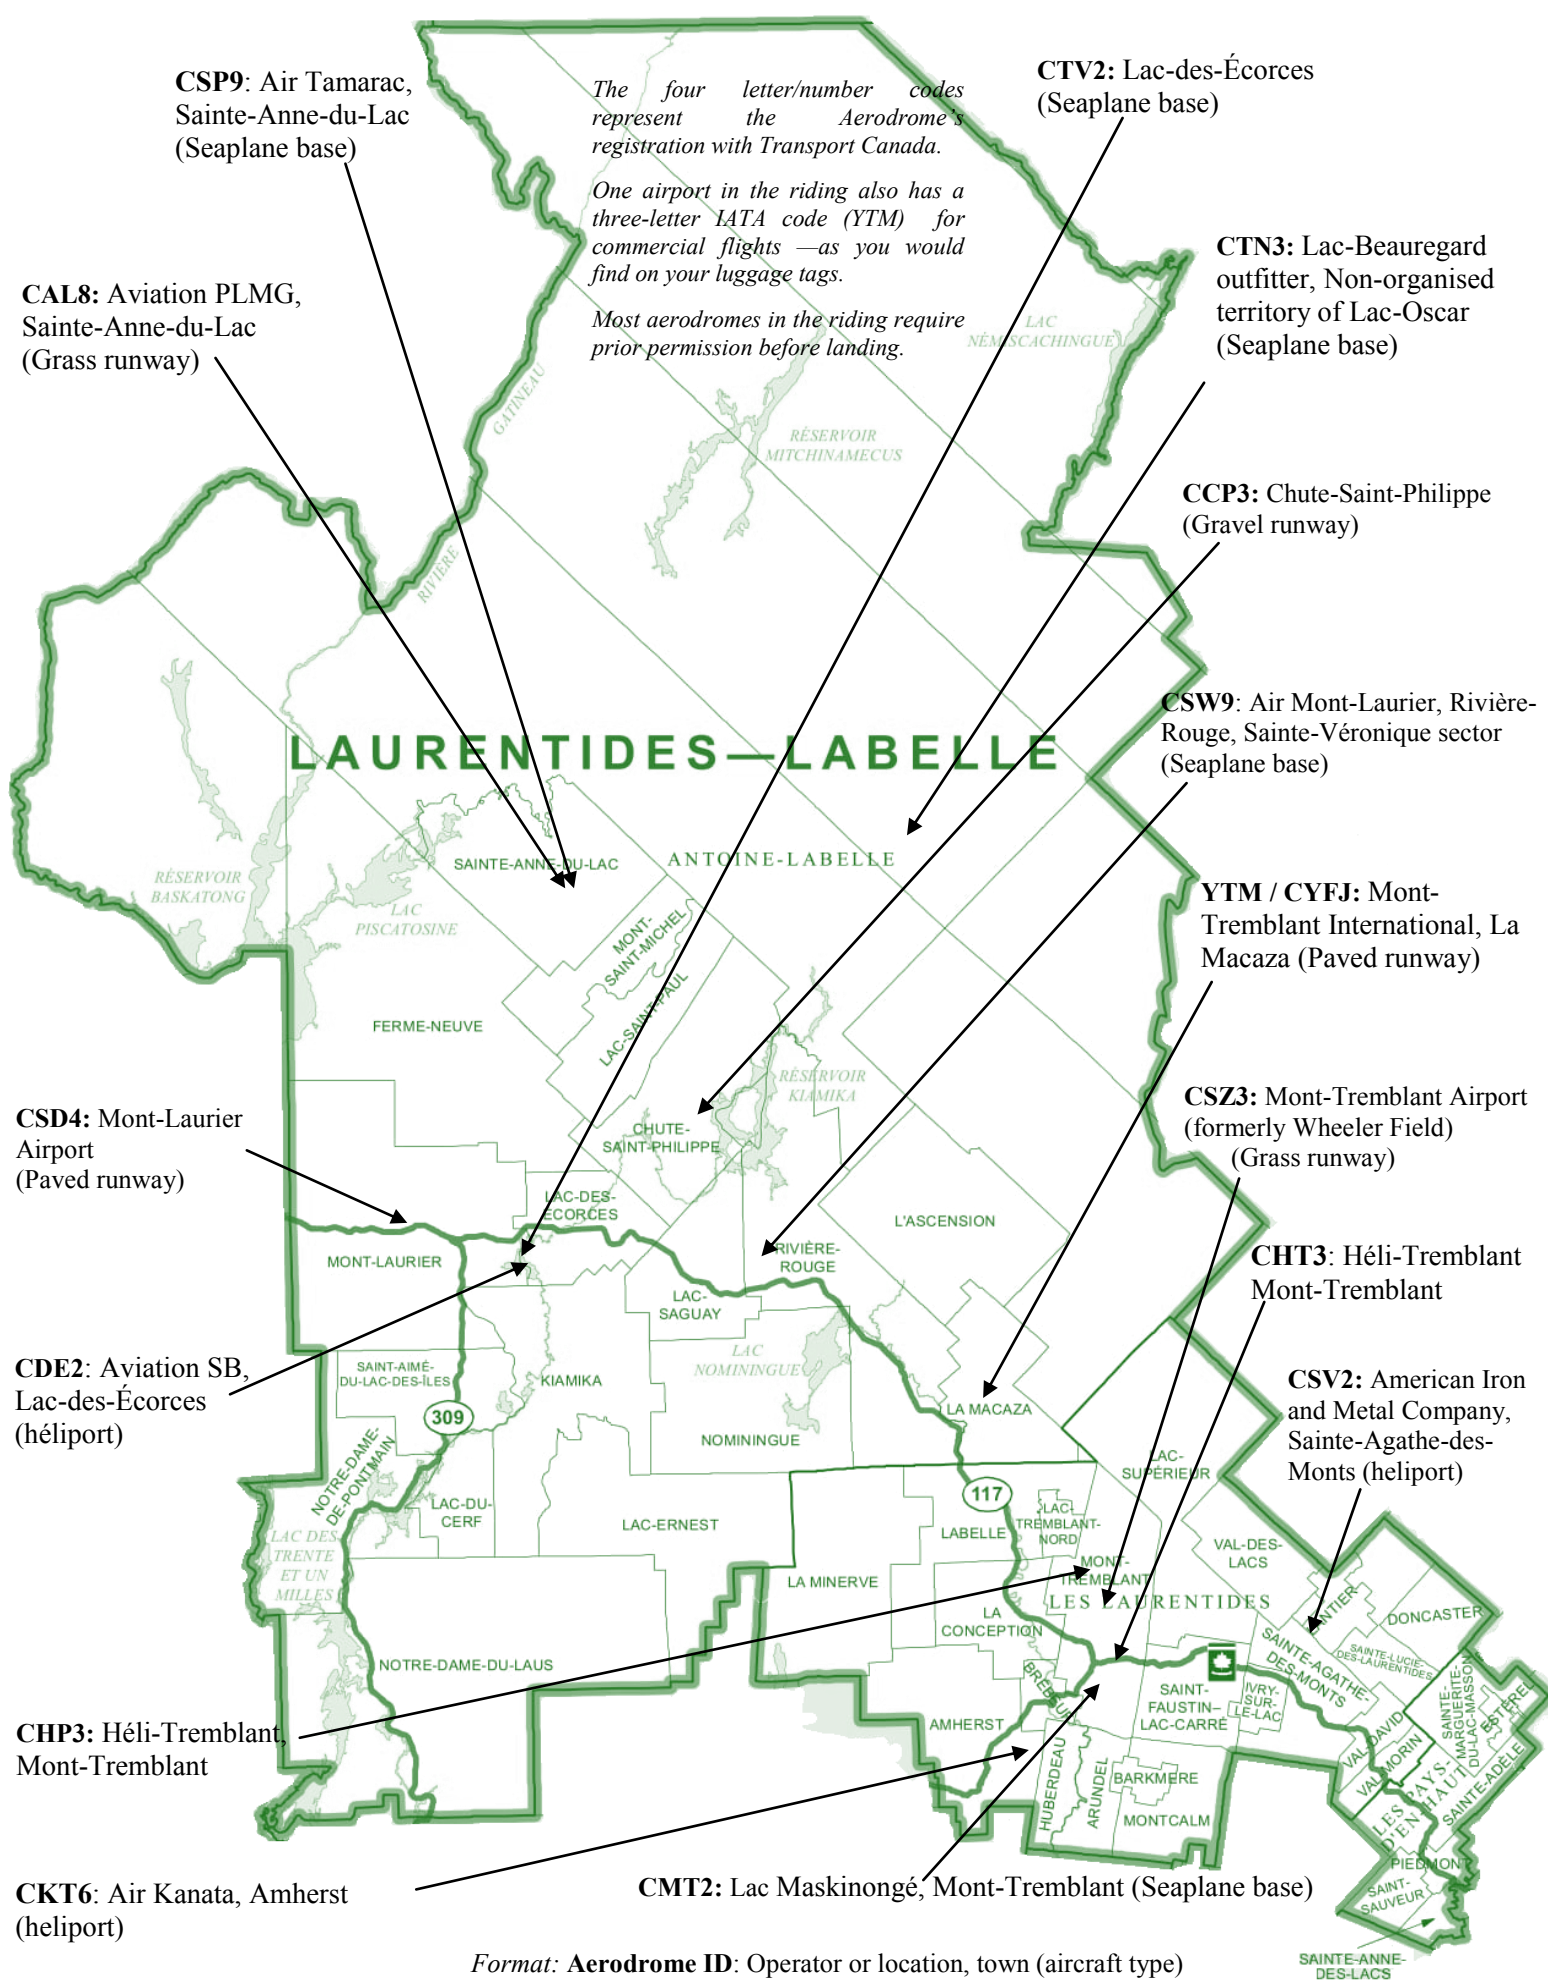 CSP9: Air Tamarac,
Sainte-Anne-du-Lac
(Seaplane base)
The four letter/number codes
represent the Aerodrome's
registration with Transport Canada.
One airport in the riding also has a
three-letter IATA code (YTM) for
commercial flights —as you would
find on your luggage tags.
Most aerodromes in the riding require
prior permission before landing.
CTV2: Lac-des-Écorces
(Seaplane base)
CTN3: Lac-Beauregard
outfitter, Non-organised
territory of Lac-Oscar
(Seaplane base)
CAL8: Aviation PLMG,
Sainte-Anne-du-Lac
(Grass runway)
LAC
NÉMISCACHINGUE
GATINEAU
RIVIÈRE
RÉSERVOIR
MITCHINAMECUS
CCP3: Chute-Saint-Philippe
(Gravel runway)
CSW9: Air Mont-Laurier, Rivière-
Rouge, Sainte-Véronique sector
(Seaplane base)
LAURENTIDES—LABELLE
SAINTE-ANNE-DU-LAC
ANTOINE-LABELLE
RÉSERVOIR
BASKATONG
LAC
PISCATOSINE
MONT-
SAINT-MICHEL
LAC-SAINT-PAUL
FERME-NEUVE
YTM / CYFJ: Mont-
Tremblant International, La
Macaza (Paved runway)
RÉSERVOIR
KIAMIKA
CSD4: Mont-Laurier
Airport
(Paved runway)
CHUTE-
SAINT-PHILIPPE
CSZ3: Mont-Tremblant Airport
(formerly Wheeler Field)
(Grass runway)
LAC-DES-
ECORCES
L'ASCENSION
MONT-LAURIER
RIVIÈRE-
ROUGE
CHT3: Héli-Tremblant
Mont-Tremblant
LAC-
SAGUAY
LAC
NOMININGUE
CDE2: Aviation SB,
Lac-des-Écorces
(héliport)
SAINT-AIMÉ-
DU-LAC-DES-ÎLES
KIAMIKA
309
LA MACAZA
NOMININGUE
CSV2: American Iron
and Metal Company,
Sainte-Agathe-des-
Monts (heliport)
NOTRE-DAME-
DE-PONTMAIN
LAC-DU-
CERF
LAC-ERNEST
LAC-
SUPÉRIEUR
117
LABELLE
LAC-
TREMBLANT-
NORD
LAC DES
TRENTE
ET UN
MILLES
VAL-DES-
LACS
LA MINERVE
MONT-
TREMBLANT
LES LAURENTIDES
LANTIER
DONCASTER
LA
CONCEPTION
SAINTE-AGATHE-
DES-MONTS
SAINTE-LUCIE-
DES-LAURENTIDES
NOTRE-DAME-DU-LAUS
BRÉBEUF
SAINT-
FAUSTIN–
LAC-CARRÉ
IVRY-
SUR-
LE-LAC
SAINTE-
MARGUERITE-
DU-LAC-MASSON
ESTÉREL
AMHERST
CHP3: Héli-Tremblant,
Mont-Tremblant
VAL-DAVID
VAL-MORIN
SAINTE-ADÈLE
HUBERDEAU
ARUNDEL
BARKMERE
MONTCALM
LES PAYS-
D'EN-HAUT
PIEDMONT
SAINT-
SAUVEUR
CKT6: Air Kanata, Amherst
(heliport)
CMT2: Lac Maskinongé, Mont-Tremblant (Seaplane base)
SAINTE-ANNE-
DES-LACS
Format: Aerodrome ID: Operator or location, town (aircraft type)